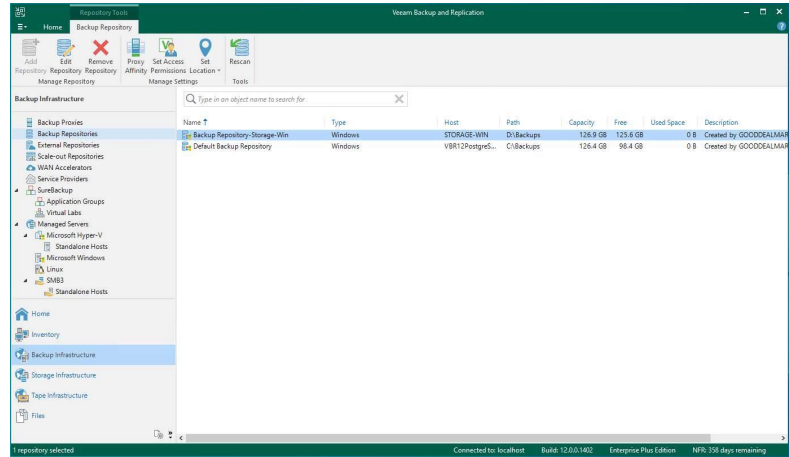 Repository Tools
Veeam Backup and Replication
Home Backup Repository
Add Repository
Edit Repository
Remove Repository
Proxy Affinity
Set Access Permissions
Set Location
Rescan
Manage Repository
Manage Settings
Tools
Backup Infrastructure
Type in an object name to search for
Backup Proxies
Backup Repositories
External Repositories
Scale-out Repositories
WAN Accelerators
Service Providers
SureBackup
Application Groups
Virtual Labs
Managed Servers
Microsoft Hyper-V
Standalone Hosts
Microsoft Windows
Linux
SMB3
Standalone Hosts
Name Type Host Path Capacity Free Used Space Description
Backup Repository-Storage-Win Windows STORAGE-WIN D:\Backups 126.9 GB 125.6 GB 0 B Created by GOODDEALMAR
Default Backup Repository Windows VBR12PostgreS... C:\Backups 126.4 GB 98.4 GB 0 B Created by GOODDEALMAR
Home
Inventory
Backup Infrastructure
Storage Infrastructure
Tape Infrastructure
Files
1 repository selected
Connected to: localhost Build: 12.0.0.1402 Enterprise Plus Edition NFR: 358 days remaining